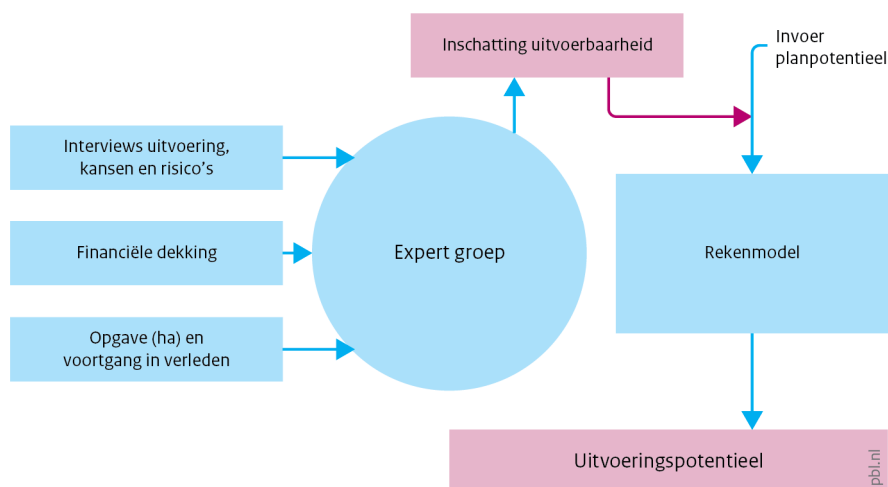 Inschatting uitvoerbaarheid
Invoer
planpotentieel
Interviews uitvoering,
kansen en risico's
Financiële dekking
Expert groep
Rekenmodel
Opgave (ha) en
voortgang in verleden
Uitvoeringspotentieel
pbl.nl